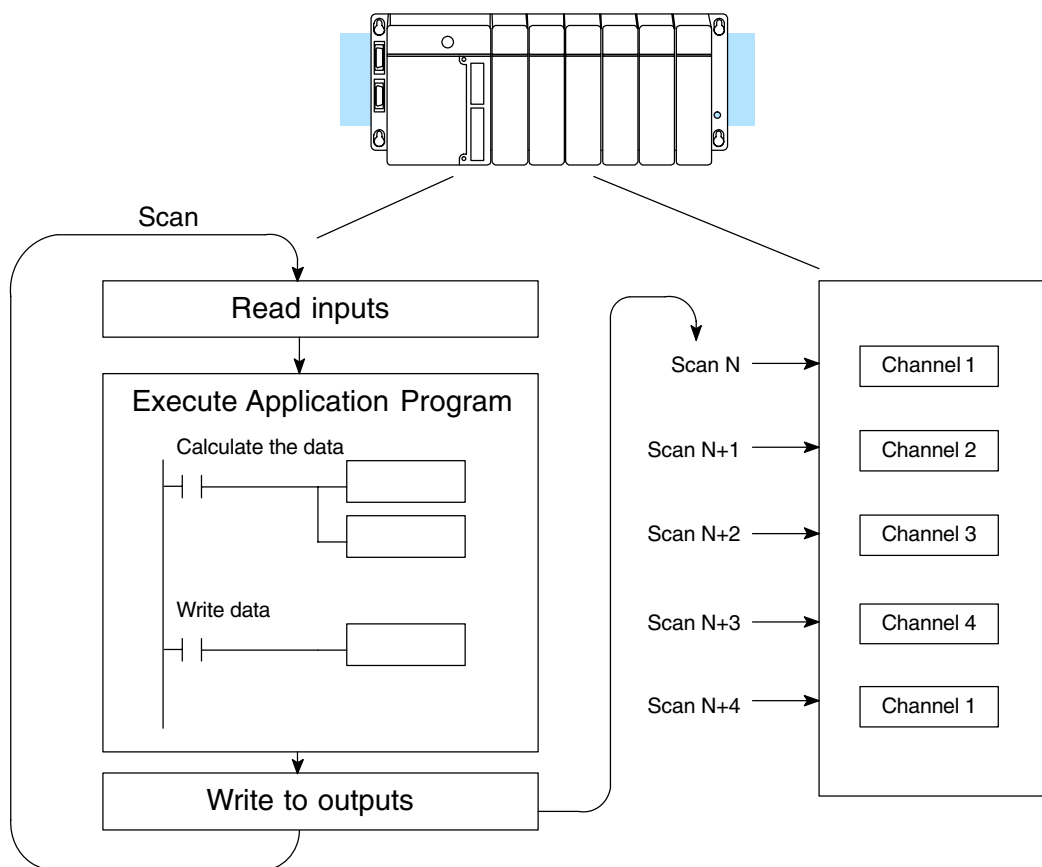 Scan
Read inputs
Execute Application Program
Calculate the data
Write data
Write to outputs
Scan N
Channel 1
Scan N+1
Channel 2
Scan N+2
Channel 3
Scan N+3
Channel 4
Scan N+4
Channel 1